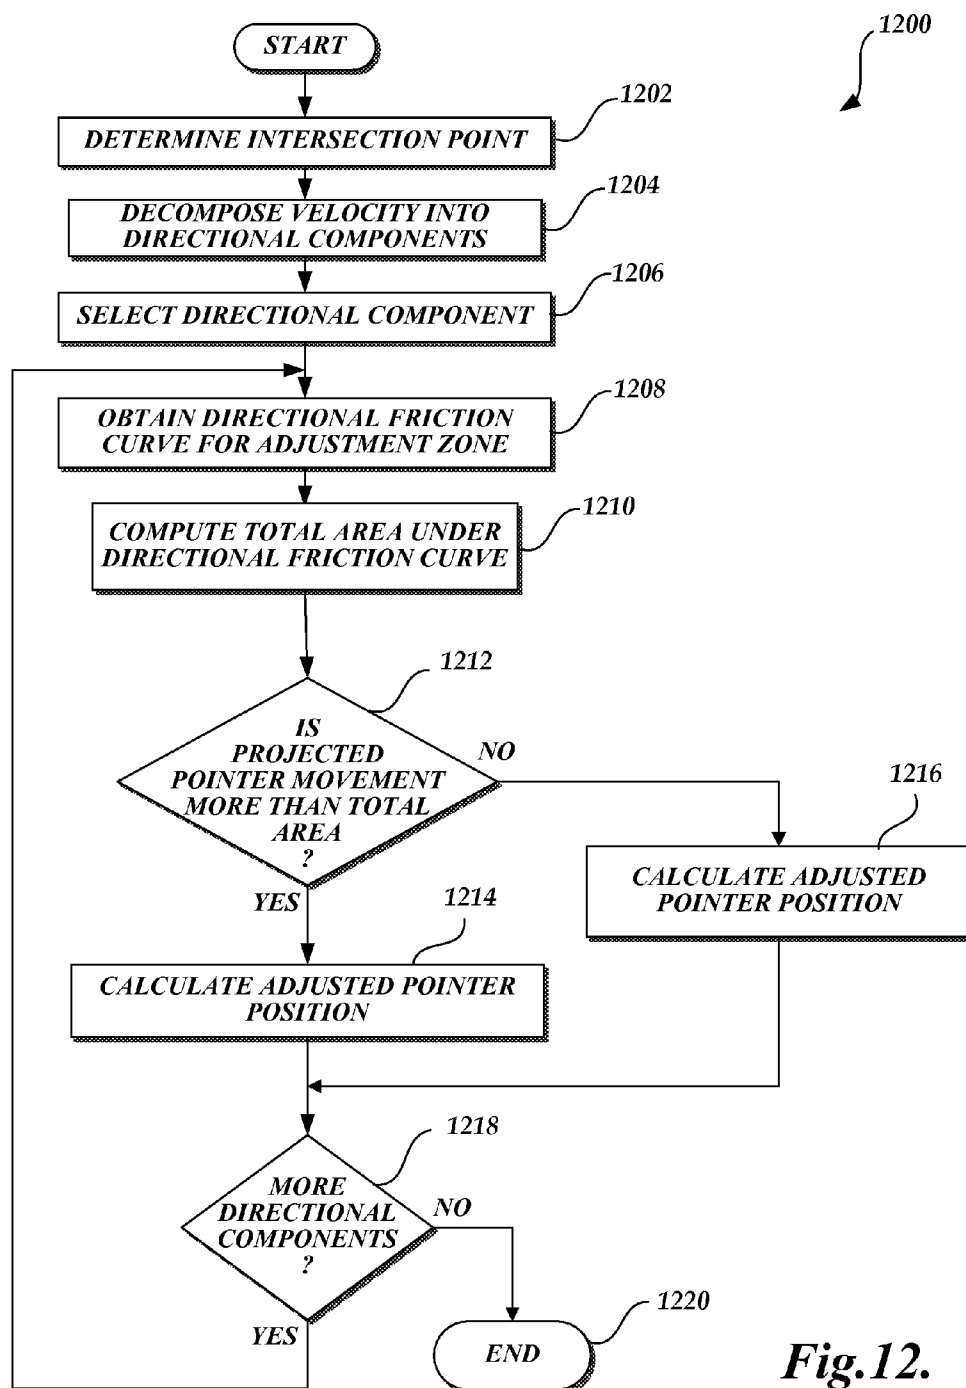 1200
START
1202
DETERMINE INTERSECTION POINT
1204
DECOMPOSE VELOCITY INTO
DIRECTIONAL COMPONENTS
1206
SELECT DIRECTIONAL COMPONENT
1208
OBTAIN DIRECTIONAL FRICTION
CURVE FOR ADJUSTMENT ZONE
1210
COMPUTE TOTAL AREA UNDER
DIRECTIONAL FRICTION CURVE
1212
IS
PROJECTED
POINTER MOVEMENT
MORE THAN TOTAL
AREA
?
NO
1216
CALCULATE ADJUSTED
POINTER POSITION
YES
1214
CALCULATE ADJUSTED POINTER
POSITION
1218
MORE
DIRECTIONAL
COMPONENTS
?
NO
YES
1220
END
Fig.12.